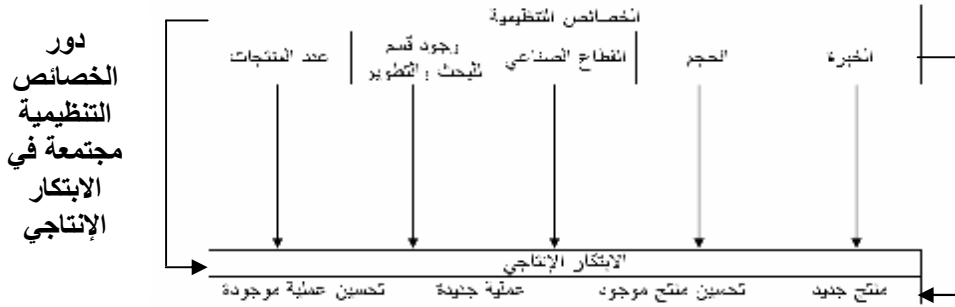 الخصائص التنظيمية
الخبرة
الحجم
القطاع الصناعي
وجود قسم
للبحث والتطوير
عدد المنتجات
دور
الخصائص
التنظيمية
مجتمعة في
الابتكار
الإنتاجي
الابتكار الإنتاجي
منتج جديد
تحسين منتج موجود
عملية جديدة
تحسين عملية موجودة